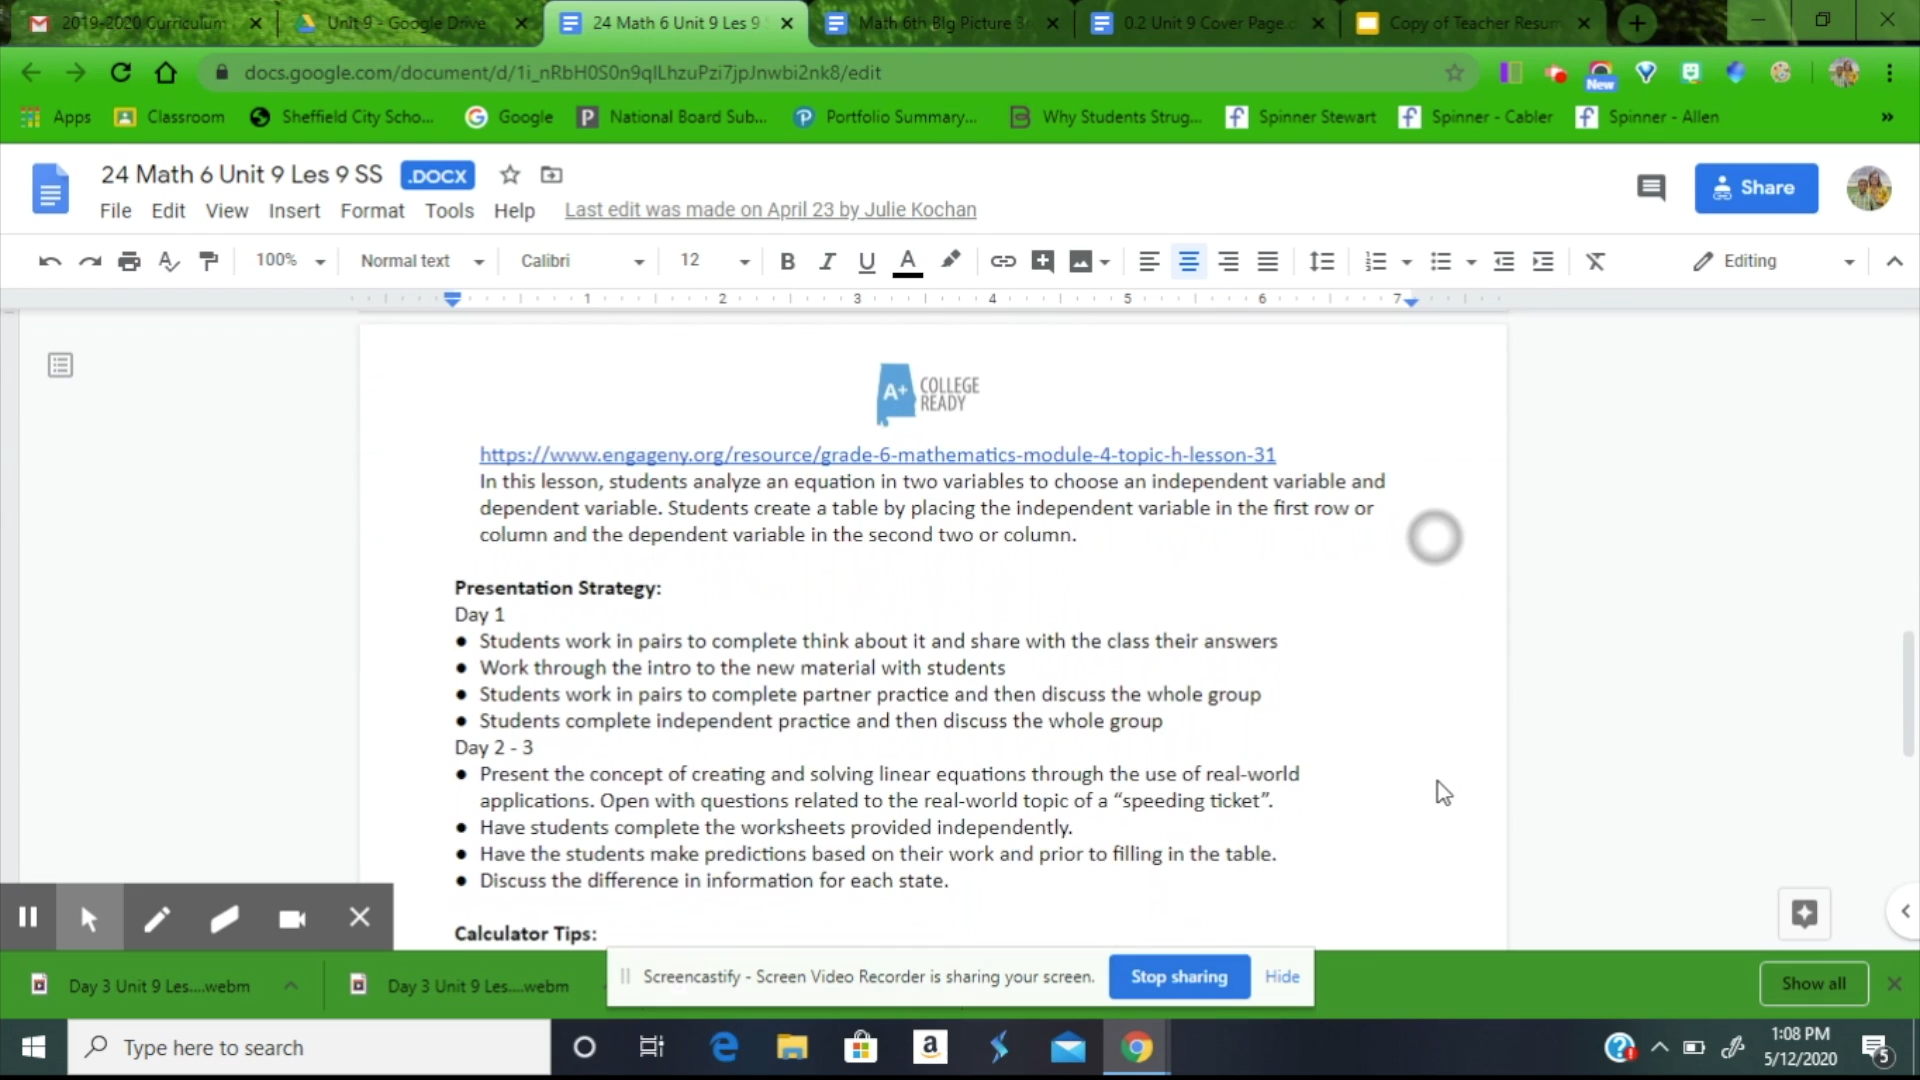 2019-2020 Curriculum
Unit 9 - Google Drive
24 Math 6 Unit 9 Les 9
Math 6th BIg Picture
0.2 Unit 9 Cover Page.
Copy of Teacher Resum
docs.google.com/document/d/1i_nRbH0S0n9qlLhzuPzi7jpJnwbi2nk8/edit
New
Apps
Classroom
Sheffield City Scho...
Google
National Board Sub...
Portfolio Summary...
Why Students Strug...
Spinner Stewart
Spinner - Cabler
Spinner - Allen
»
24 Math 6 Unit 9 Les 9 SS
.DOCX
Share
File Edit View Insert Format Tools Help
Last edit was made on April 23 by Julie Kochan
100%
Normal text
Calibri
12
B I U A
Editing
1 2 3 4 5 6 7
A+ COLLEGE
READY
https://www.engageny.org/resource/grade-6-mathematics-module-4-topic-h-lesson-31
In this lesson, students analyze an equation in two variables to choose an independent variable and
dependent variable. Students create a table by placing the independent variable in the first row or
column and the dependent variable in the second two or column.
Presentation Strategy:
Day 1
● Students work in pairs to complete think about it and share with the class their answers
● Work through the intro to the new material with students
● Students work in pairs to complete partner practice and then discuss the whole group
● Students complete independent practice and then discuss the whole group
Day 2 - 3
● Present the concept of creating and solving linear equations through the use of real-world
applications. Open with questions related to the real-world topic of a “speeding ticket”.
● Have students complete the worksheets provided independently.
● Have the students make predictions based on their work and prior to filling in the table.
● Discuss the difference in information for each state.
Calculator Tips:
Day 3 Unit 9 Les....webm
Day 3 Unit 9 Les....webm
Screencastify - Screen Video Recorder is sharing your screen.
Stop sharing
Hide
Show all
Type here to search
1:08 PM
5/12/2020
5